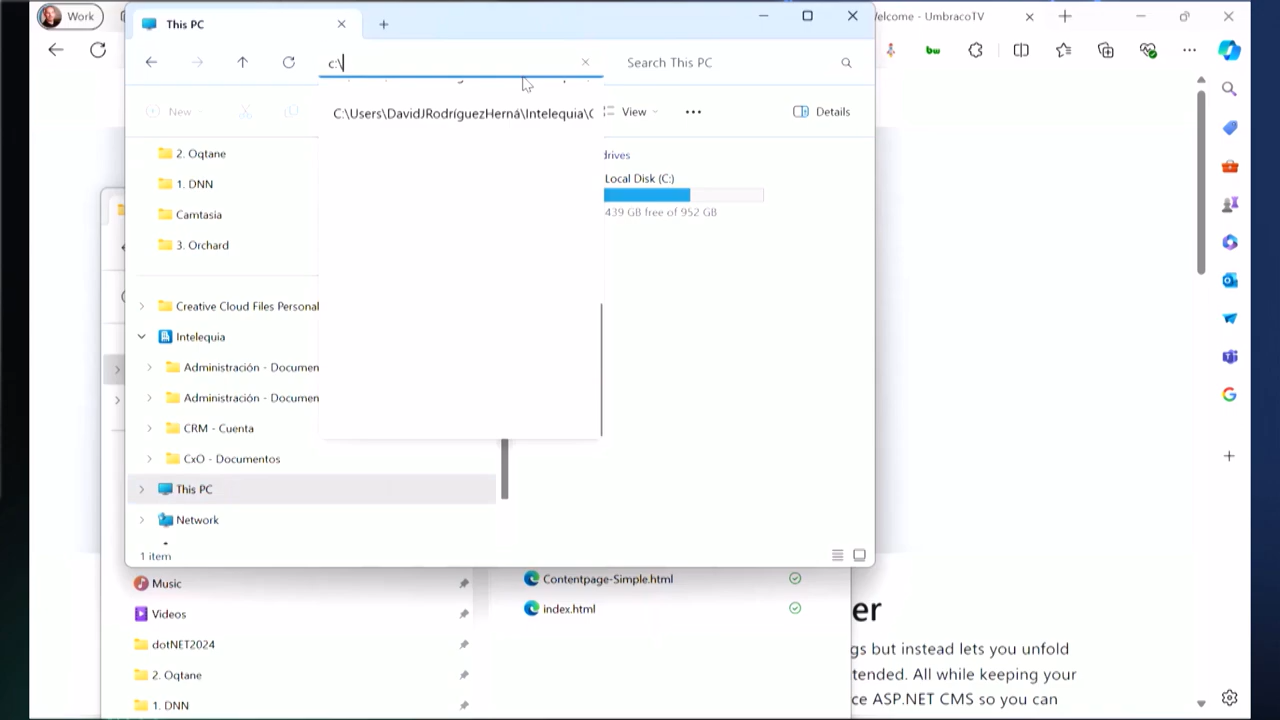 Work
This PC
Welcome - UmbracoTV
c:\
Search This PC
New
C:\Users\DavidJRodríguezHerná\Intelequia\C
View
Details
2. Oqtane
drives
1. DNN
Local Disk (C:)
Camtasia
439 GB free of 952 GB
3. Orchard
Creative Cloud Files Personal
Intelequia
Administración - Documen
Administración - Documen
CRM - Cuenta
CxO - Documentos
This PC
Network
1 item
Music
Contentpage-Simple.html
Videos
index.html
er
dotNET2024
gs but instead lets you unfold
2. Oqtane
tended. All while keeping your
1. DNN
ce ASP.NET CMS so you can